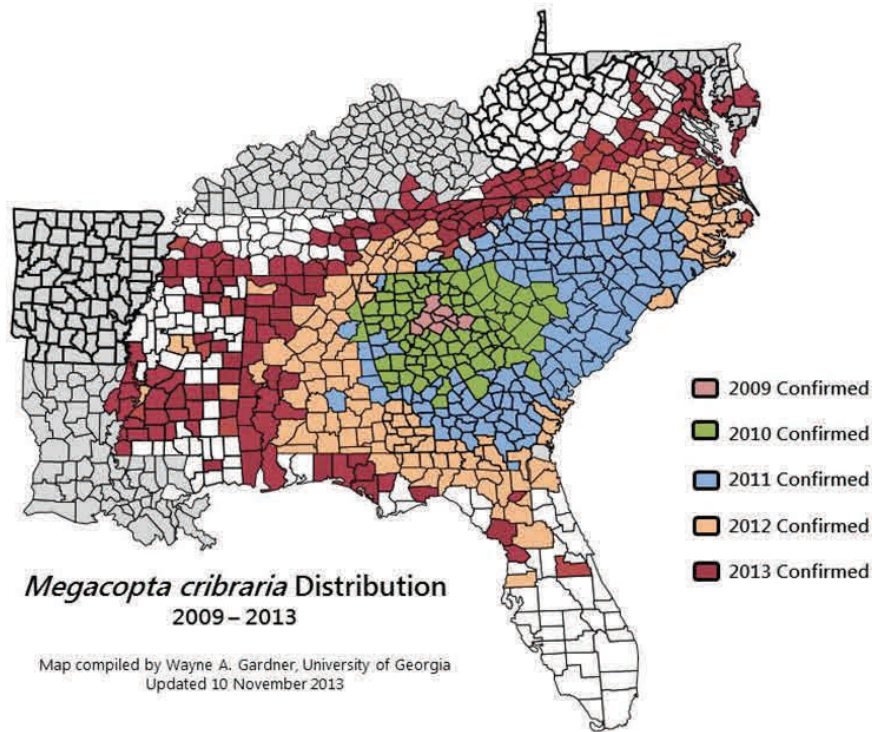 2009 Confirmed
2010 Confirmed
2011 Confirmed
2012 Confirmed
2013 Confirmed
Megacopta cribraria Distribution
2009 – 2013
Map compiled by Wayne A. Gardner, University of Georgia
Updated 10 November 2013